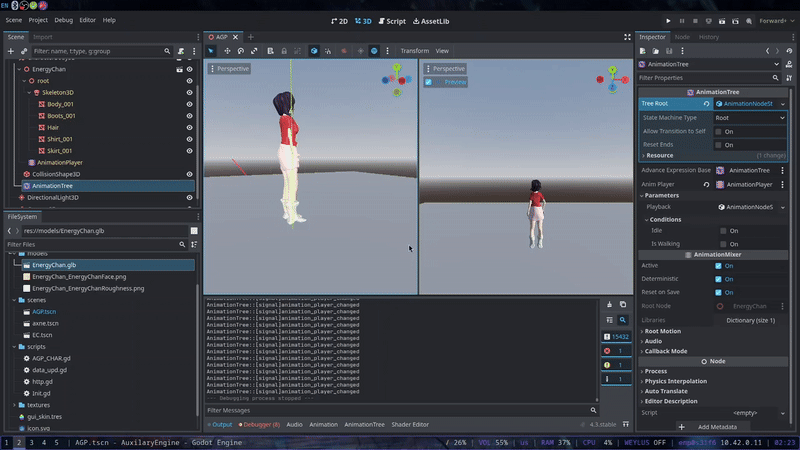 EN
Scene Project Debug Editor Help
2D 3D Script AssetLib
Forward+
Scene Import
Filter: name, t:type, g:group
EnergyChan
root
Skeleton3D
Body_001
Boots_001
Hair
Shirt_001
Skirt_001
AnimationPlayer
CollisionShape3D
AnimationTree
DirectionalLight3D
FileSystem
res://models/EnergyChan.glb
Filter Files
models
EnergyChan.glb
EnergyChan_EnergyChanFace.png
EnergyChan_EnergyChanRoughness.png
scenes
AGP.tscn
axne.tscn
EC.tscn
scripts
AGP_CHAR.gd
data_upd.gd
http.gd
init.gd
textures
gui_skin.tres
icon.svg
AGP
Transform View
Perspective
Perspective
Preview
AnimationTree::[signal]animation_player_changed
AnimationTree::[signal]animation_player_changed
AnimationTree::[signal]animation_player_changed
AnimationTree::[signal]animation_player_changed
AnimationTree::[signal]animation_player_changed
AnimationTree::[signal]animation_player_changed
AnimationTree::[signal]animation_player_changed
AnimationTree::[signal]animation_player_changed
AnimationTree::[signal]animation_player_changed
AnimationTree::[signal]animation_player_changed
AnimationTree::[signal]animation_player_changed
AnimationTree::[signal]animation_player_changed
--- Debugging process stopped ---
15432
1
1
1
Filter Messages
Output Debugger (8) Audio Animation AnimationTree Shader Editor
4.3.stable
Inspector Node History
AnimationTree
Filter Properties
AnimationTree
Tree Root AnimationNodeSt
State Machine Type Root
Allow Transition to Self On
Reset Ends On
Resource (1 change)
Advance Expression Base AnimationTree
Anim Player AnimationPlayer
Parameters
Playback AnimationNodeS
Conditions
Idle On
Is Walking On
AnimationMixer
Active On
Deterministic On
Reset on Save On
Root Node EnergyChan
Libraries Dictionary (size 1)
Root Motion
Audio
Callback Mode
Node
Process
Physics Interpolation
Auto Translate
Editor Description
Script <empty>
Add Metadata
1 2 3 4 5 AGP.tscn - AuxilaryEngine - Godot Engine / 26% VOL 55% us RAM 37% CPU 4% WEYLUS OFF enp0s31f6 10.42.0.11 02:23